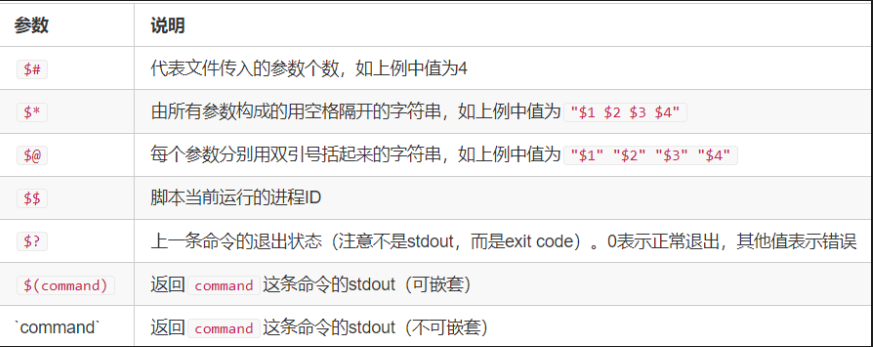 参数 说明
$# 代表文件传入的参数个数，如上例中值为4
$* 由所有参数构成的用空格隔开的字符串，如上例中值为 "$1 $2 $3 $4"
$@ 每个参数分别用双引号括起来的字符串，如上例中值为 "$1" "$2" "$3" "$4"
$$ 脚本当前运行的进程ID
$? 上一条命令的退出状态（注意不是stdout，而是exit code）。0表示正常退出，其他值表示错误
$(command) 返回 command 这条命令的stdout（可嵌套）
`command` 返回 command 这条命令的stdout（不可嵌套）